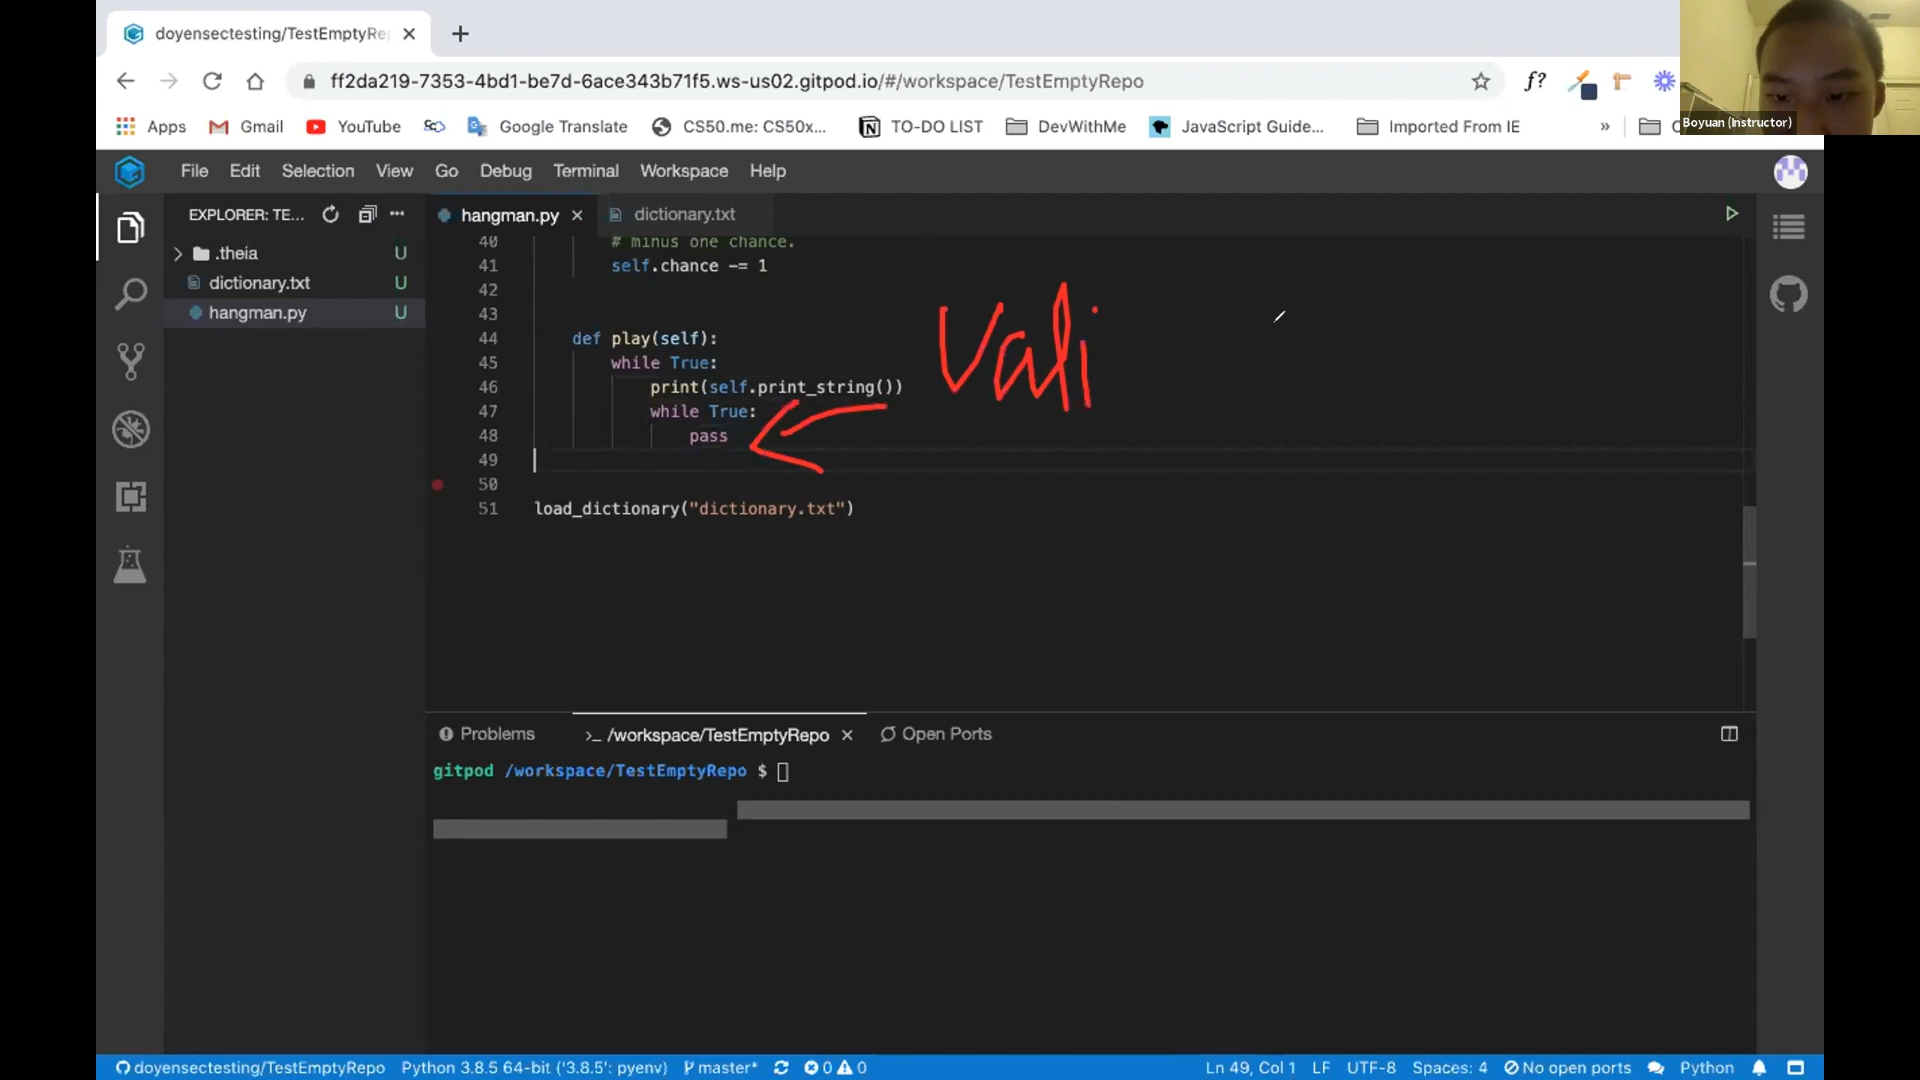 doyensectesting/TestEmptyRe
ff2da219-7353-4bd1-be7d-6ace343b71f5.ws-us02.gitpod.io/#/workspace/TestEmptyRepo
f?
Boyuan (Instructor)
Apps Gmail YouTube Google Translate CS50.me: CS50x... TO-DO LIST DevWithMe JavaScript Guide... Imported From IE »
File Edit Selection View Go Debug Terminal Workspace Help
EXPLORER: TE... hangman.py dictionary.txt
.theia U
dictionary.txt U
hangman.py U
40 # minus one chance.
41 self.chance -= 1
42
43
44 def play(self):
45 while True:
46 print(self.print_string())
47 while True:
48 pass
49
50
51 load_dictionary("dictionary.txt")
Vali
Problems >_ /workspace/TestEmptyRepo Open Ports
gitpod /workspace/TestEmptyRepo $
doyensectesting/TestEmptyRepo Python 3.8.5 64-bit ('3.8.5': pyenv) master* 0 0 Ln 49, Col 1 LF UTF-8 Spaces: 4 No open ports Python